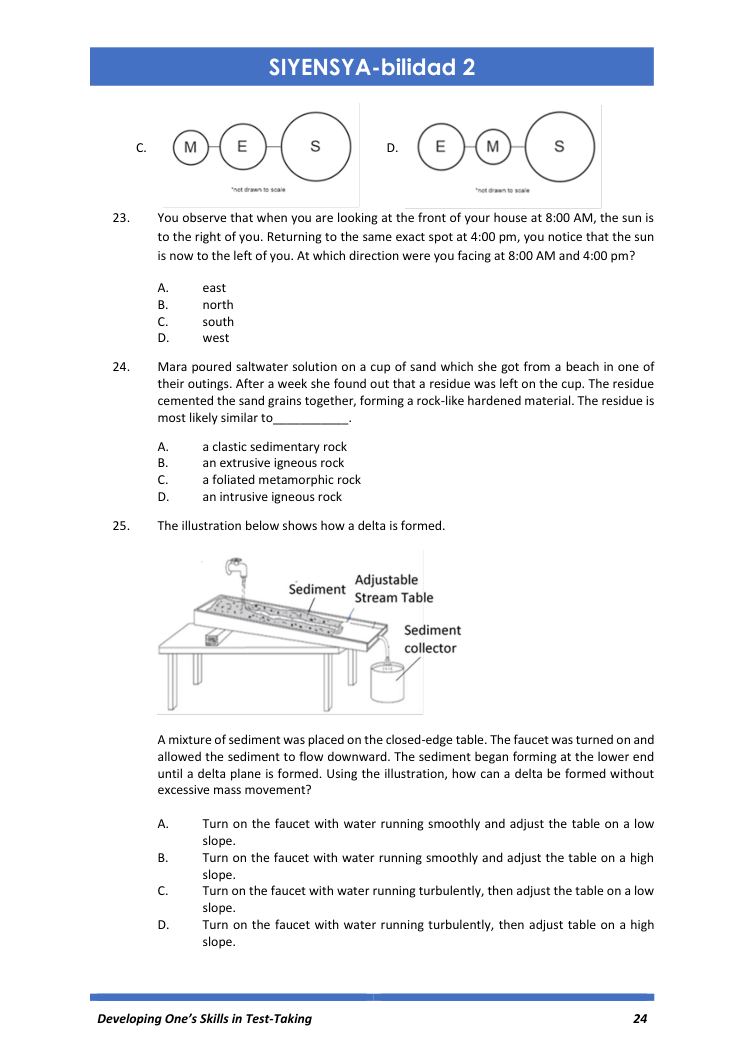 SIYENSYA-bilidad 2
C. M E S D. E M S
*not drawn to scale *not drawn to scale
23. You observe that when you are looking at the front of your house at 8:00 AM, the sun is
to the right of you. Returning to the same exact spot at 4:00 pm, you notice that the sun
is now to the left of you. At which direction were you facing at 8:00 AM and 4:00 pm?
A. east
B. north
C. south
D. west
24. Mara poured saltwater solution on a cup of sand which she got from a beach in one of
their outings. After a week she found out that a residue was left on the cup. The residue
cemented the sand grains together, forming a rock-like hardened material. The residue is
most likely similar to___________.
A. a clastic sedimentary rock
B. an extrusive igneous rock
C. a foliated metamorphic rock
D. an intrusive igneous rock
25. The illustration below shows how a delta is formed.
Sediment
Adjustable
Stream Table
Sediment
collector
A mixture of sediment was placed on the closed-edge table. The faucet was turned on and
allowed the sediment to flow downward. The sediment began forming at the lower end
until a delta plane is formed. Using the illustration, how can a delta be formed without
excessive mass movement?
A. Turn on the faucet with water running smoothly and adjust the table on a low
slope.
B. Turn on the faucet with water running smoothly and adjust the table on a high
slope.
C. Turn on the faucet with water running turbulently, then adjust the table on a low
slope.
D. Turn on the faucet with water running turbulently, then adjust table on a high
slope.
Developing One's Skills in Test-Taking 24